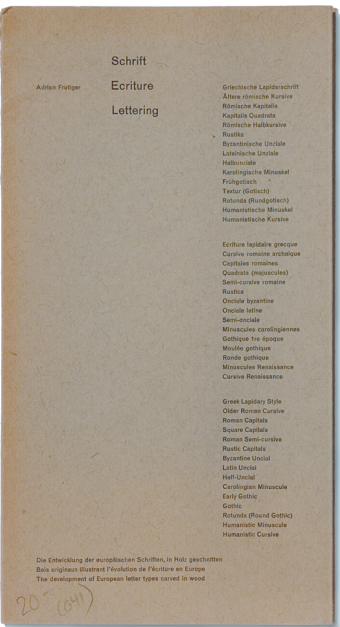 Schrift
Adrian Frutiger
Ecriture
Lettering
Griechische Lapidarschrift
Ältere römische Kursive
Römische Kapitalis
Kapitalis Quadrata
Römische Halbkursive
Rustika
Byzantinische Unziale
Lateinische Unziale
Halbunziale
Karolingische Minuskel
Frühgotisch
Textur (Gotisch)
Rotunda (Rundgotisch)
Humanistische Minuskel
Humanistische Kursive
Ecriture lapidaire grecque
Cursive romaine archaïque
Capitales romaines
Quadrata (majuscules)
Semi-cursive romaine
Rustica
Onciale byzantine
Onciale latine
Semi-onciale
Minuscules carolingiennes
Gothique 1re époque
Moulée gothique
Ronde gothique
Minuscules Renaissance
Cursive Renaissance
Greek Lapidary Style
Older Roman Cursive
Roman Capitals
Square Capitals
Roman Semi-cursive
Rustic Capitals
Byzantine Uncial
Latin Uncial
Half-Uncial
Carolingian Minuscule
Early Gothic
Gothic
Rotunda (Round Gothic)
Humanistic Minuscule
Humanistic Cursive
Die Entwicklung der europäischen Schriften, in Holz geschnitten
Bois originaux illustrant l'évolution de l'écriture en Europe
The development of European letter types carved in wood
20-
(041)